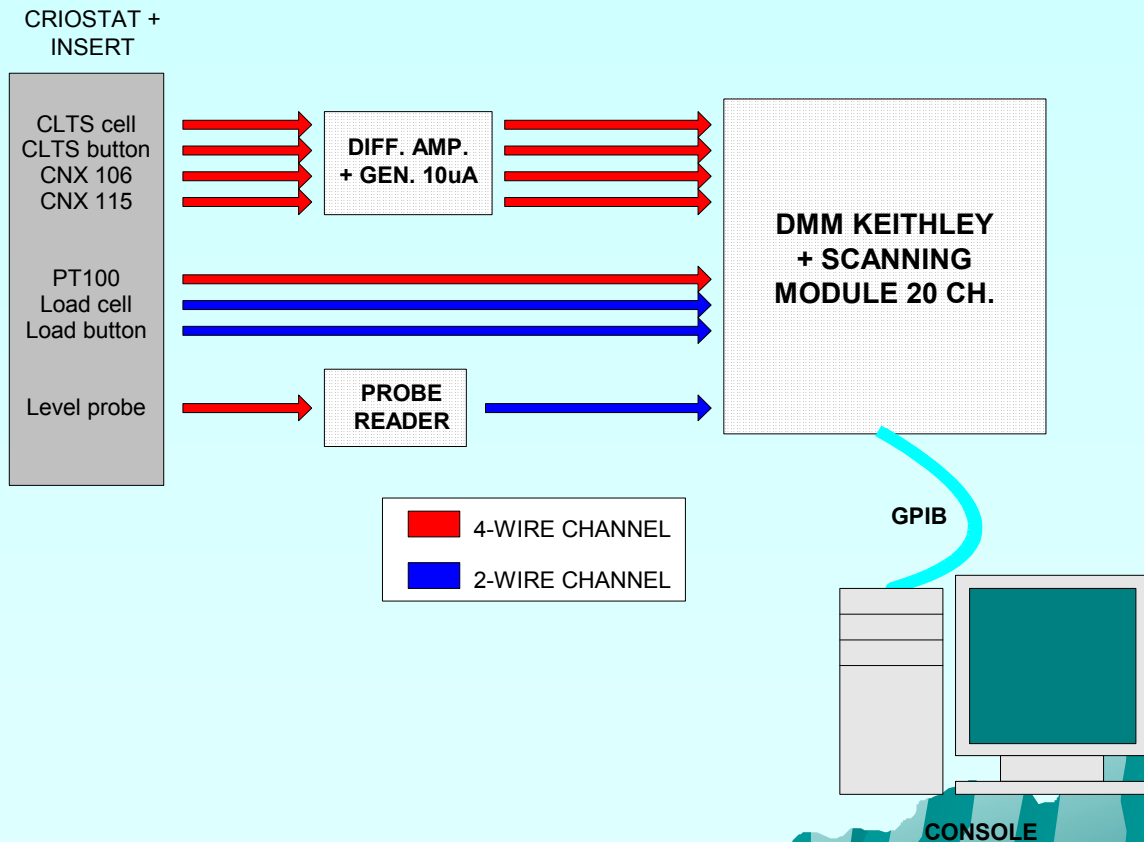 CRIOSTAT +
INSERT
CLTS cell
CLTS button
CNX 106
CNX 115
PT100
Load cell
Load button
Level probe
DIFF. AMP.
+ GEN. 10uA
PROBE
READER
DMM KEITHLEY
+ SCANNING
MODULE 20 CH.
4-WIRE CHANNEL
2-WIRE CHANNEL
GPIB
CONSOLE